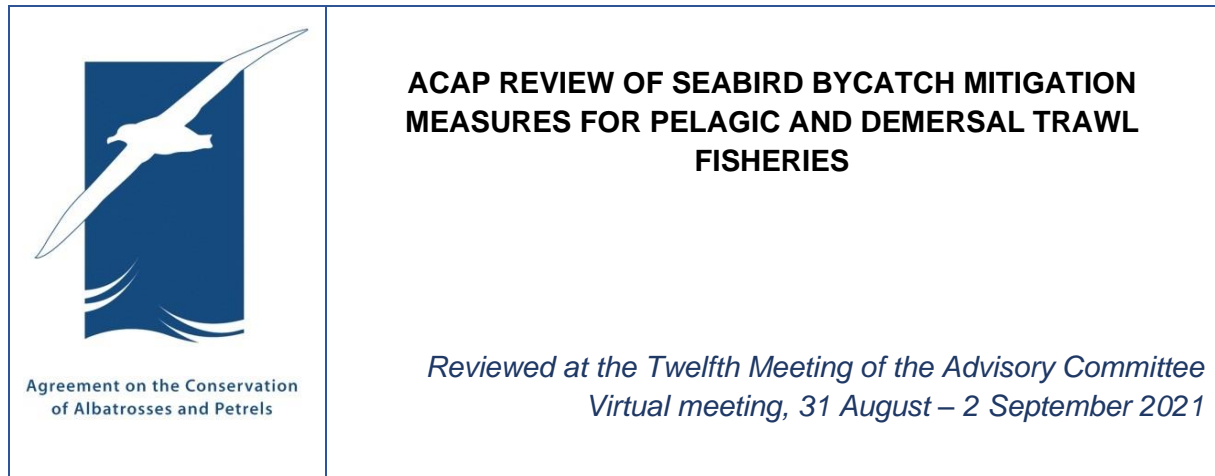 Agreement on the Conservation
of Albatrosses and Petrels
ACAP REVIEW OF SEABIRD BYCATCH MITIGATION
MEASURES FOR PELAGIC AND DEMERSAL TRAWL
FISHERIES
Reviewed at the Twelfth Meeting of the Advisory Committee
Virtual meeting, 31 August – 2 September 2021